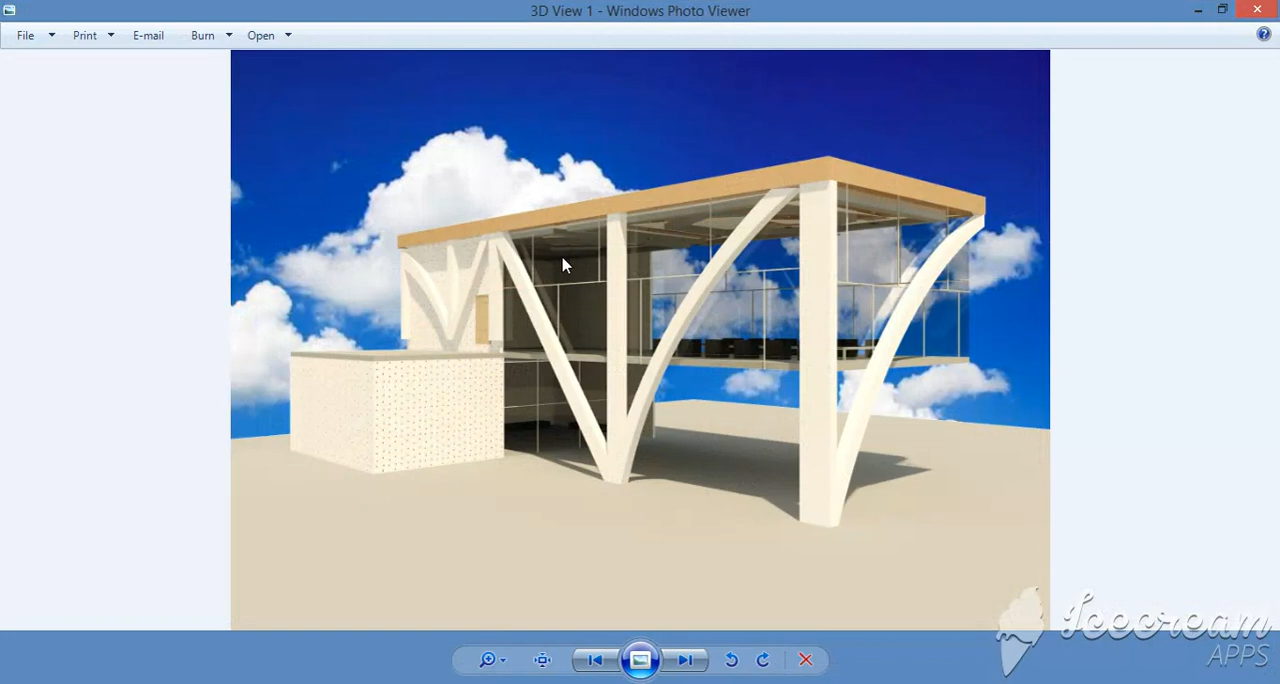 3D View 1 - Windows Photo Viewer
File Print E-mail Burn Open
Icecream
APPS